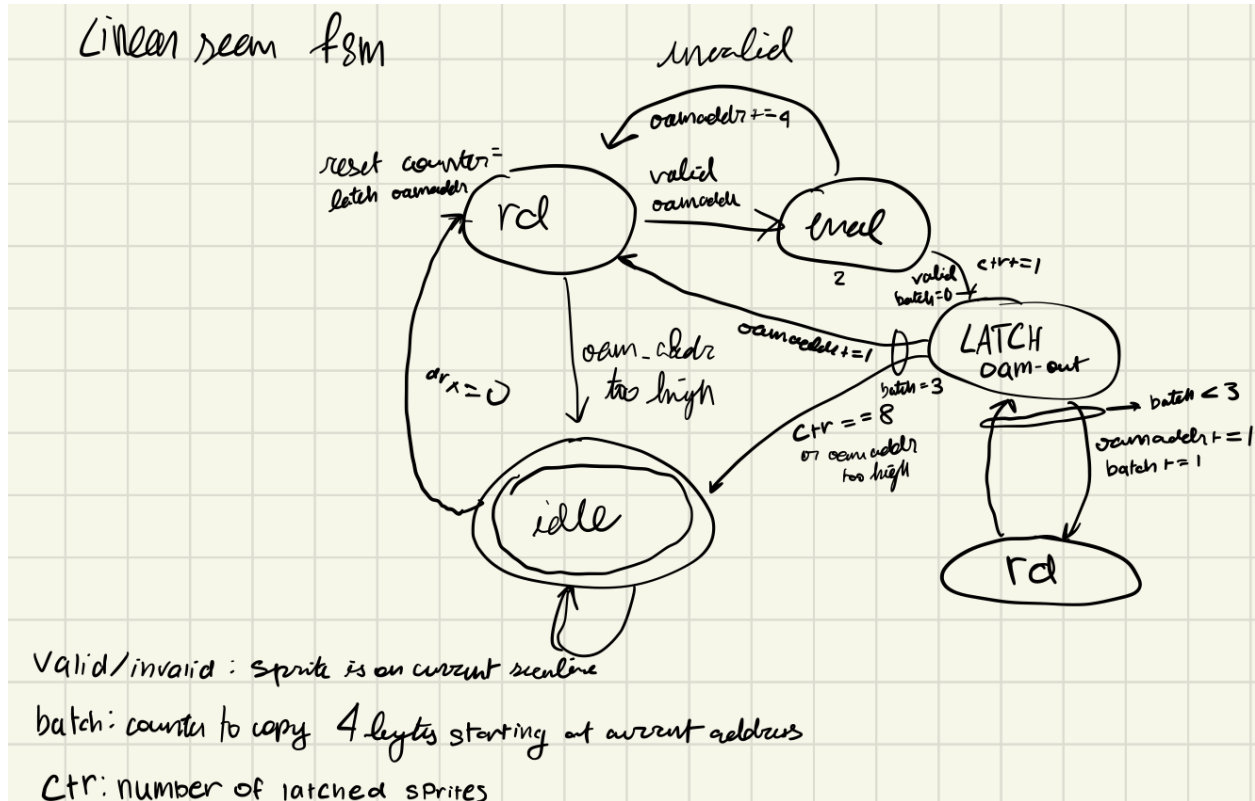 Linear scan fsm
invalid
oamaddr+=4
reset counter=
latch oamaddr
rd
valid
oamaddr
eval
2
ctr+=1
valid
batch=0
LATCH
oam-out
oamaddr+=1
batch=3
ctr==8
or oamaddr
too high
batch<3
oamaddr+=1
batch+=1
rd
oam_addr
too high
x=0
idle
Valid/invalid: sprite is on current scanline
batch: counter to copy 4 bytes starting at current address
Ctr: number of latched sprites